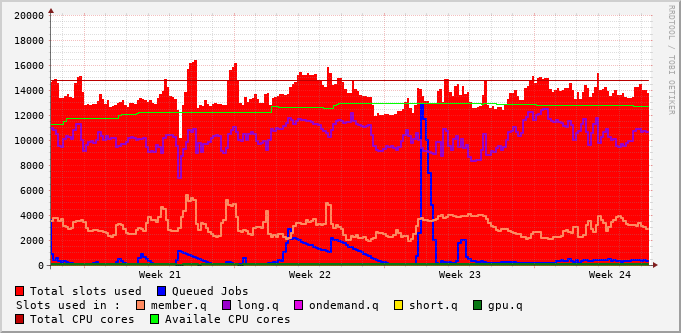 20000
18000
16000
14000
12000
10000
8000
6000
4000
2000
0
Week 21 Week 22 Week 23 Week 24
RRDTOOL / TOBI OETIKER
Total slots used Queued Jobs
Slots used in : member.q long.q ondemand.q short.q gpu.q
Total CPU cores Availale CPU cores